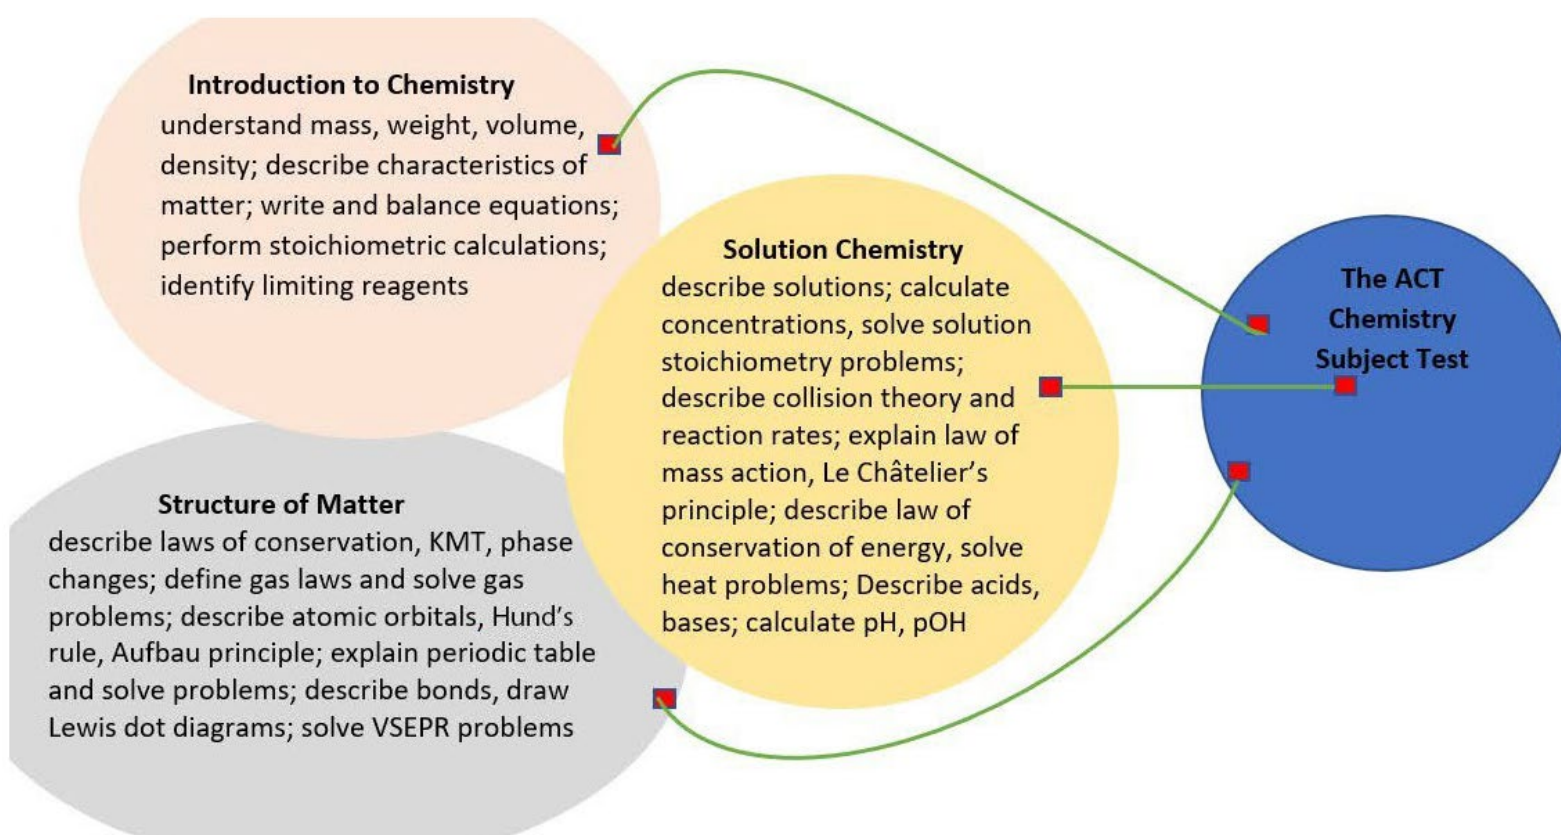 Introduction to Chemistry
understand mass, weight, volume,
density; describe characteristics of
matter; write and balance equations;
perform stoichiometric calculations;
identify limiting reagents
Structure of Matter
describe laws of conservation, KMT, phase
changes; define gas laws and solve gas
problems; describe atomic orbitals, Hund's
rule, Aufbau principle; explain periodic table
and solve problems; describe bonds, draw
Lewis dot diagrams; solve VSEPR problems
Solution Chemistry
describe solutions; calculate
concentrations, solve solution
stoichiometry problems;
describe collision theory and
reaction rates; explain law of
mass action, Le Châtelier’s
principle; describe law of
conservation of energy, solve
heat problems; Describe acids,
bases; calculate pH, pOH
The ACT
Chemistry
Subject Test